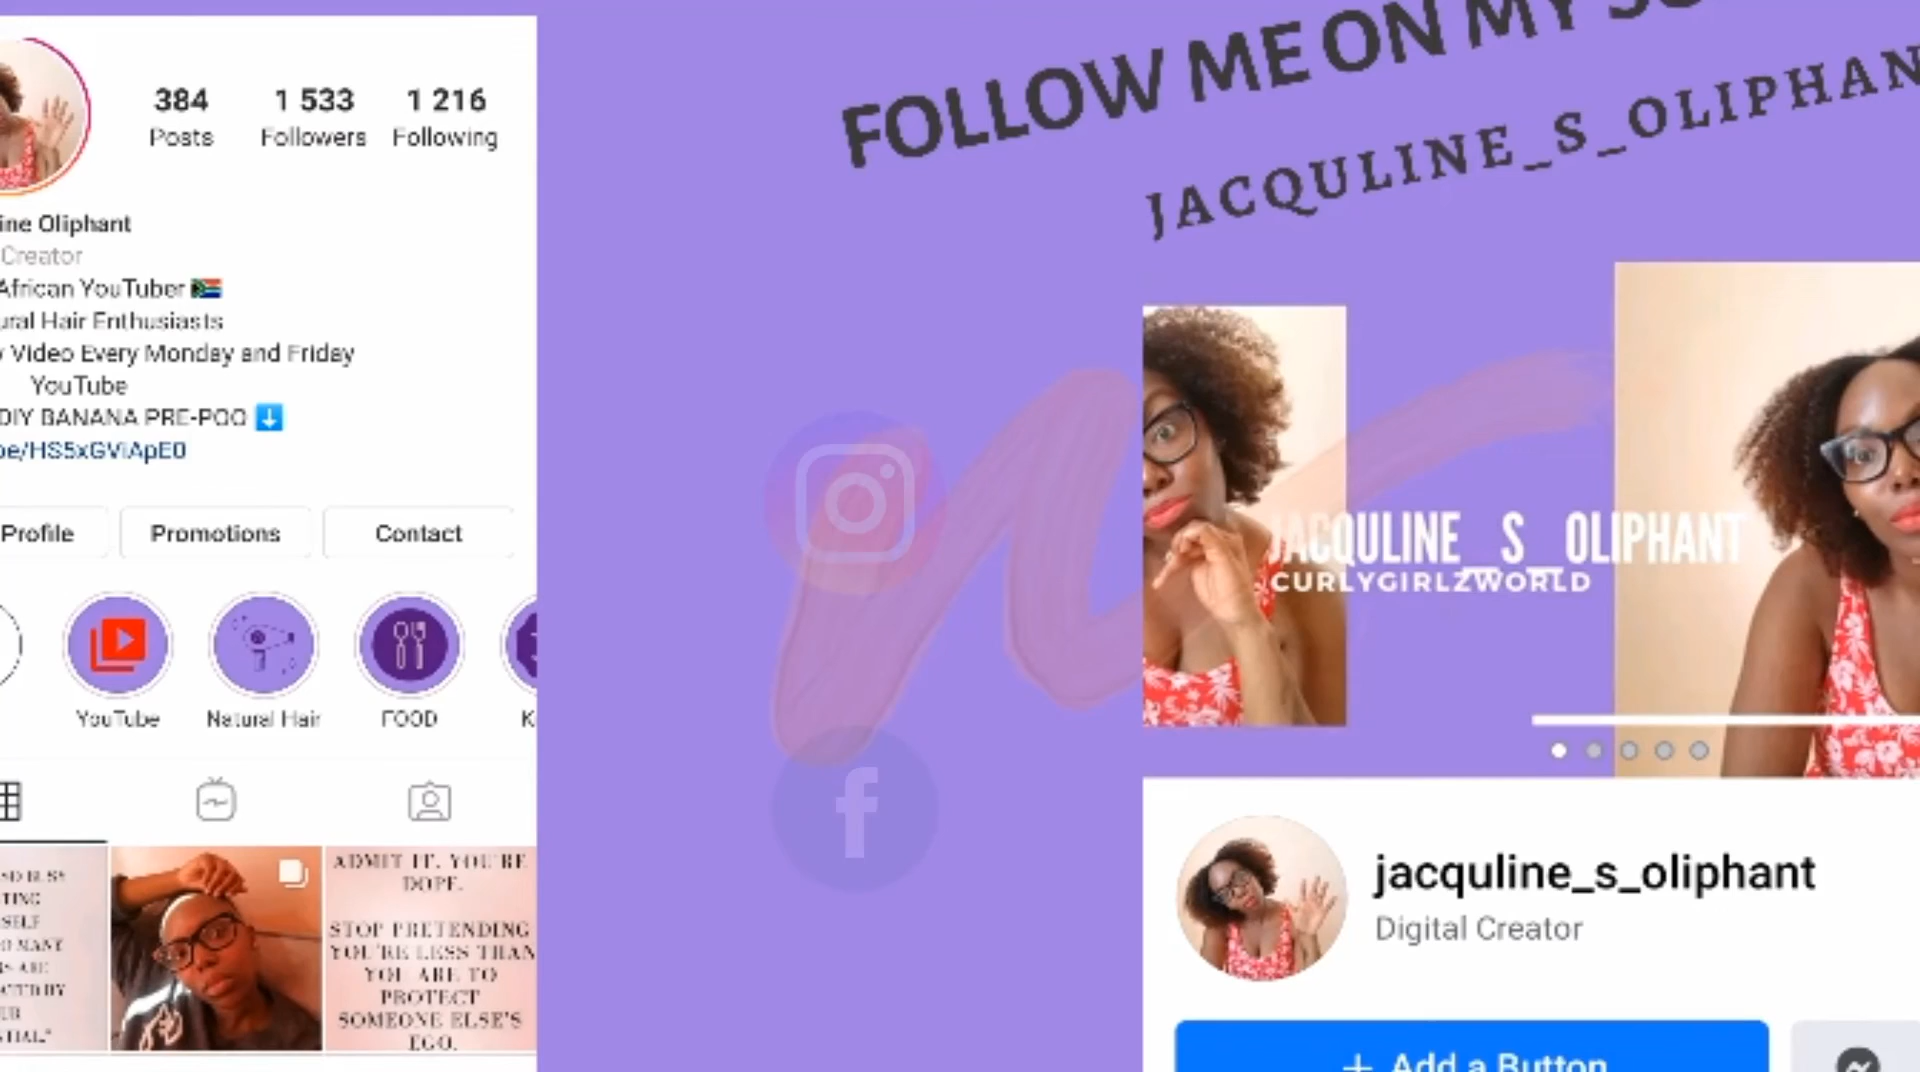 384 1 533 1 216
Posts Followers Following
ine Oliphant
Creator
African YouTuber
ural Hair Enthusiasts
Video Every Monday and Friday
YouTube
DIY BANANA PRE-POO
be/HS5xGViApE0
Profile Promotions Contact
YouTube Natural Hair FOOD K
ADMIT IT. YOU'RE
DOPE.
STOP PRETENDING
YOU'RE LESS THAN
YOU ARE TO
PROTECT
SOMEONE ELSE'S
EGO.
FOLLOW ME ON MY
JACQULINE_S_OLIPHAN
JACQULINE_S_OLIPHANT
CURLYGIRLZWORLD
jacquline_s_oliphant
Digital Creator
+ Add a Button